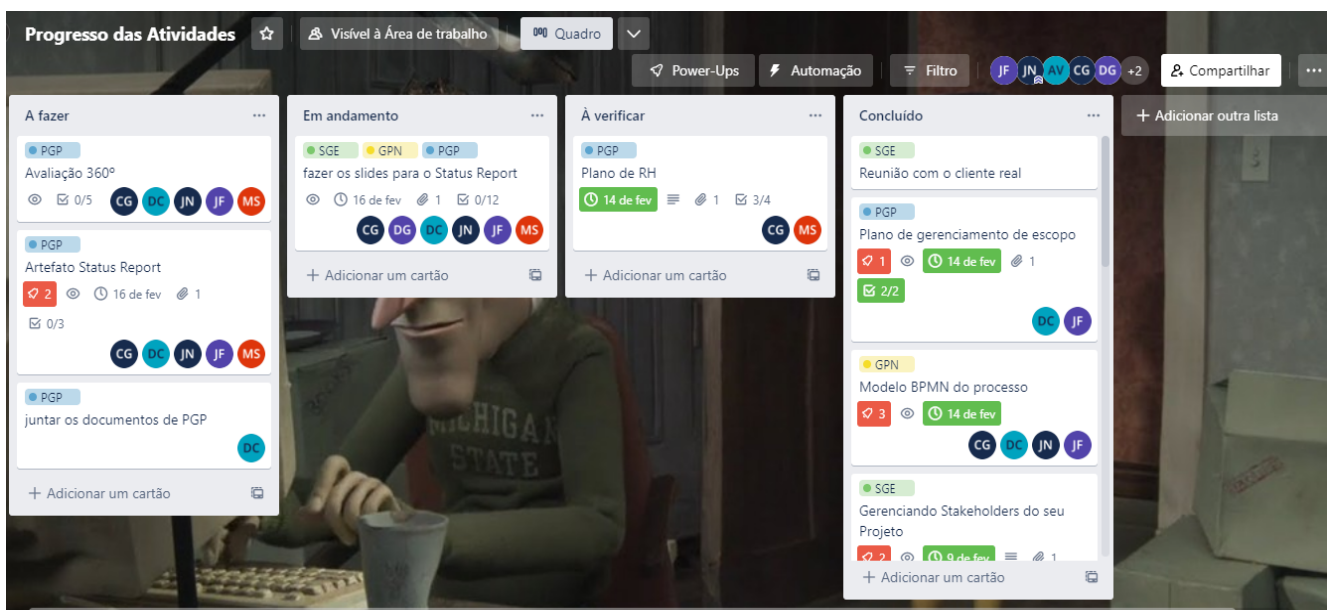 Progresso das Atividades
Visível à Área de trabalho
Quadro
Power-Ups
Automação
Filtro
JF JN AV CG DG +2
Compartilhar
A fazer
PGP
Avaliação 360º
0/5
CG DC JN JF MS
PGP
Artefato Status Report
2 16 de fev 1
0/3
CG DC JN JF MS
PGP
juntar os documentos de PGP
DC
+ Adicionar um cartão
Em andamento
SGE GPN PGP
fazer os slides para o Status Report
16 de fev 1 0/12
CG DG DC JN JF MS
+ Adicionar um cartão
À verificar
PGP
Plano de RH
14 de fev 1 3/4
CG MS
+ Adicionar um cartão
Concluído
SGE
Reunião com o cliente real
PGP
Plano de gerenciamento de escopo
1 14 de fev 1
2/2
DC JF
GPN
Modelo BPMN do processo
3 14 de fev
CG DC JN JF
SGE
Gerenciando Stakeholders do seu
Projeto
2 9 de fev 1
+ Adicionar um cartão
+ Adicionar outra lista
MICHIGAN
STATE